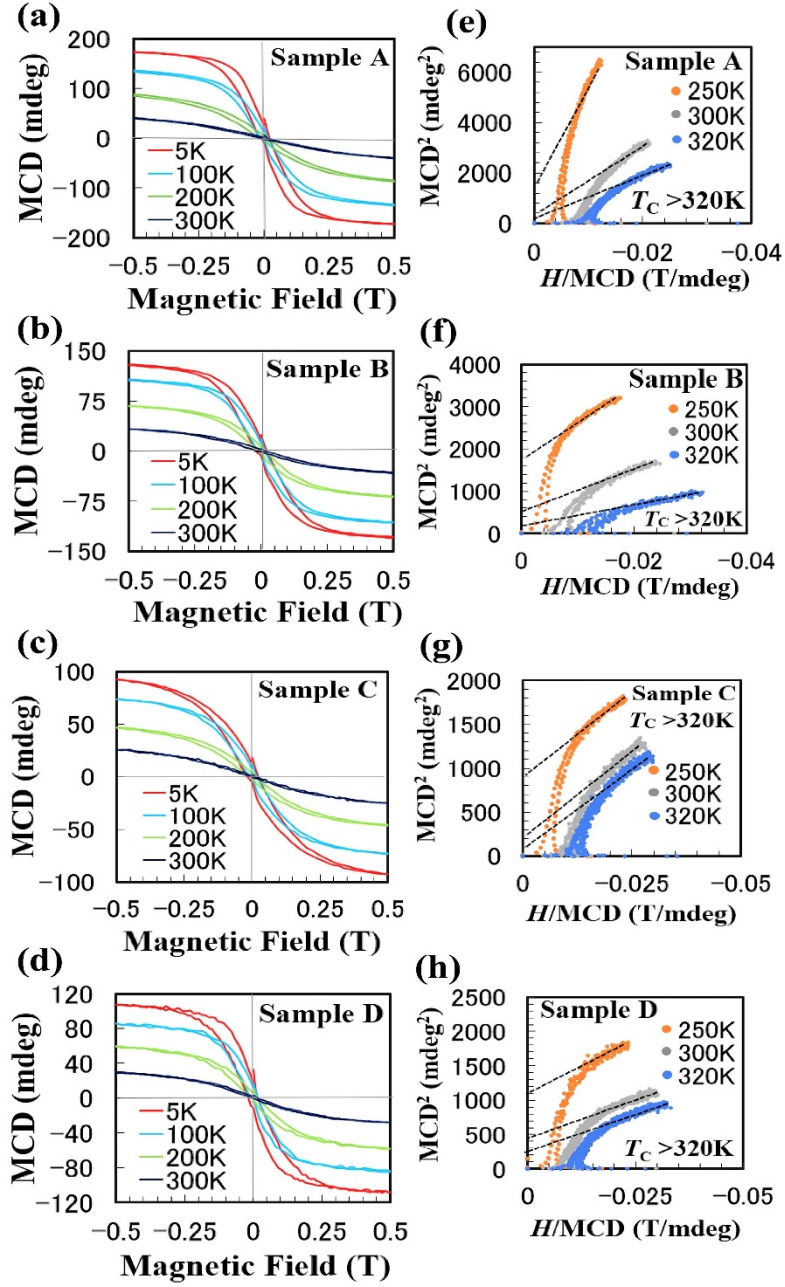 (a)
Sample A
MCD (mdeg)
200
100
0
−100
−200
5K
100K
200K
300K
−0.5 −0.25 0 0.25 0.5
Magnetic Field (T)
(e)
Sample A
MCD² (mdeg²)
6000
4000
2000
0
250K
300K
320K
TC >320K
0 −0.02 −0.04
H/MCD (T/mdeg)
(b)
Sample B
MCD (mdeg)
150
75
0
−75
−150
5K
100K
200K
300K
−0.5 −0.25 0 0.25 0.5
Magnetic Field (T)
(f)
Sample B
MCD² (mdeg²)
4000
3000
2000
1000
0
250K
300K
320K
TC >320K
0 −0.02 −0.04
H/MCD (T/mdeg)
(c)
Sample C
MCD (mdeg)
100
50
0
−50
−100
5K
100K
200K
300K
−0.5 −0.25 0 0.25 0.5
Magnetic Field (T)
(g)
Sample C
TC >320K
MCD² (mdeg²)
2000
1500
1000
500
0
250K
300K
320K
0 −0.025 −0.05
H/MCD (T/mdeg)
(d)
Sample D
MCD (mdeg)
120
80
40
0
−40
−80
−120
5K
100K
200K
300K
−0.5 −0.25 0 0.25 0.5
Magnetic Field (T)
(h)
Sample D
MCD² (mdeg²)
2500
2000
1500
1000
500
0
250K
300K
320K
TC >320K
0 −0.025 −0.05
H/MCD (T/mdeg)